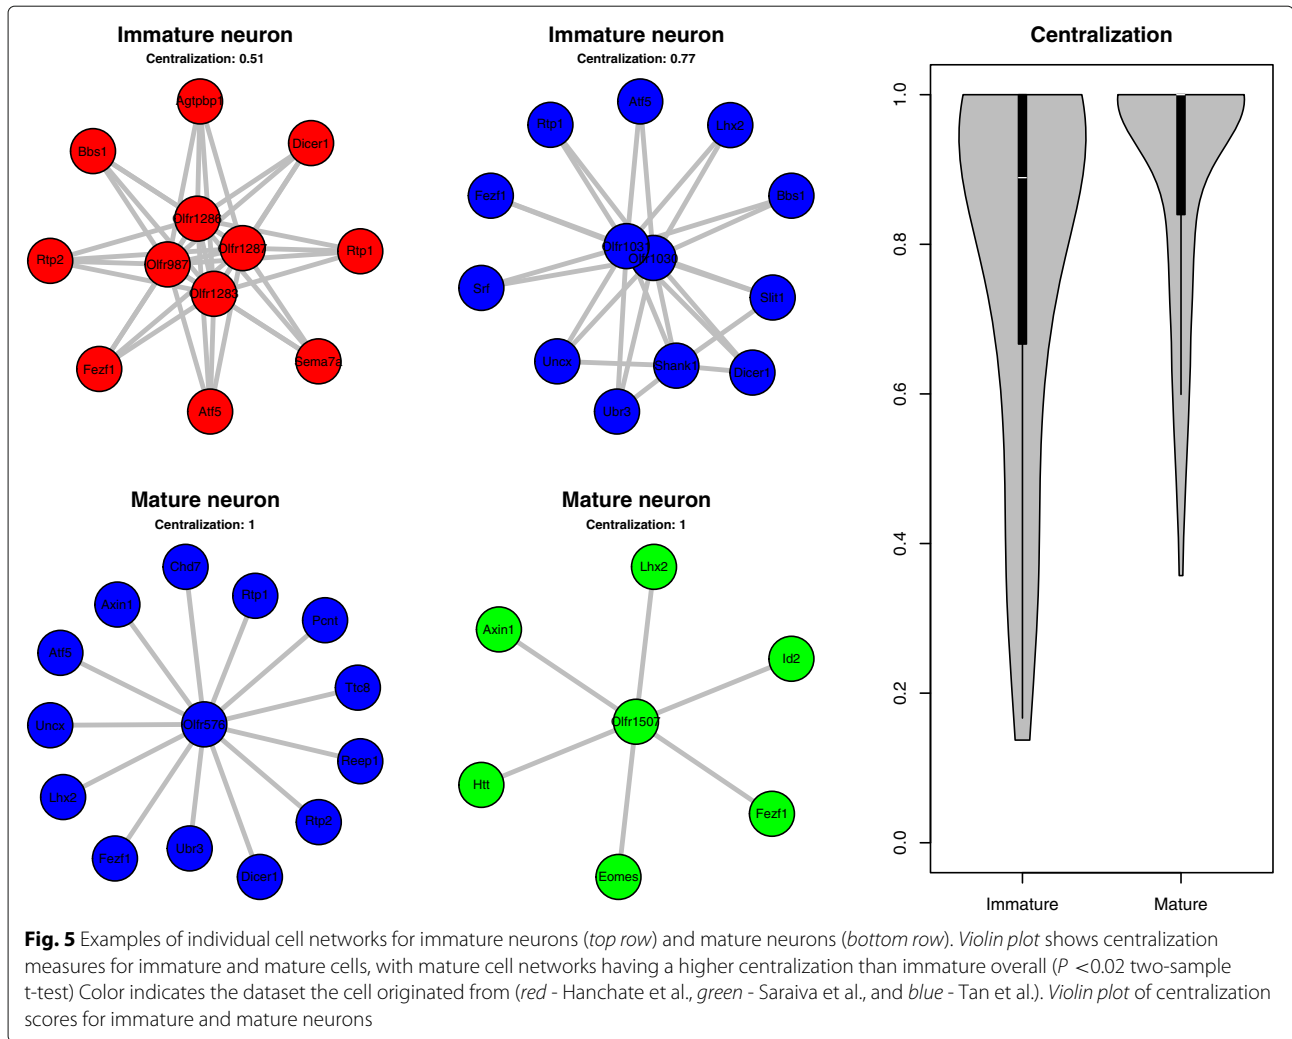 Immature neuron
Centralization: 0.51
Agtpbp1
Bbs1
Dicer1
Olfr1286
Olfr1287
Rtp2
Olfr987
Rtp1
Olfr1283
Fezf1
Sema7a
Atf5
Immature neuron
Centralization: 0.77
Atf5
Rtp1
Lhx2
Fezf1
Bbs1
Olfr1031
Olfr1030
Srf
Slit1
Uncx
Shank1
Dicer1
Ubr3
Mature neuron
Centralization: 1
Chd7
Axin1
Rtp1
Pcnt
Atf5
Ttc8
Uncx
Olfr576
Reep1
Lhx2
Rtp2
Fezf1
Ubr3
Dicer1
Mature neuron
Centralization: 1
Lhx2
Axin1
Id2
Olfr1507
Htt
Fezf1
Eomes
Centralization
1.0
0.8
0.6
0.4
0.2
0.0
Immature
Mature
Fig. 5 Examples of individual cell networks for immature neurons (top row) and mature neurons (bottom row). Violin plot shows centralization
measures for immature and mature cells, with mature cell networks having a higher centralization than immature overall (P <0.02 two-sample
t-test) Color indicates the dataset the cell originated from (red - Hanchate et al., green - Saraiva et al., and blue - Tan et al.). Violin plot of centralization
scores for immature and mature neurons